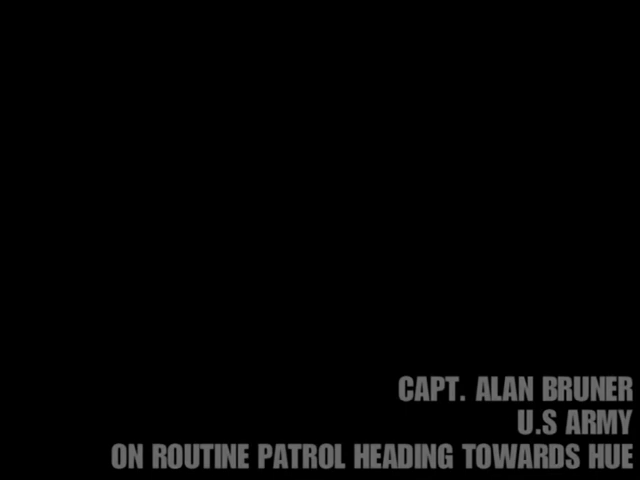 CAPT. ALAN BRUNER
U.S ARMY
ON ROUTINE PATROL HEADING TOWARDS HUE